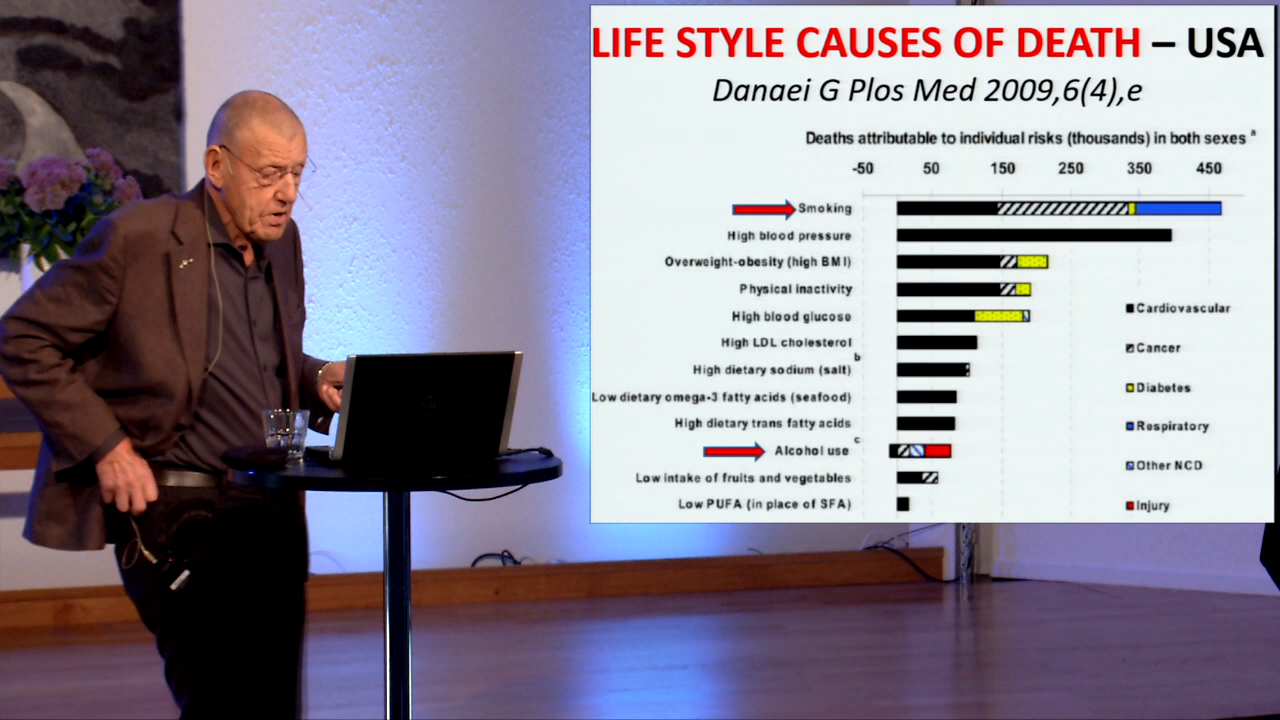 LIFE STYLE CAUSES OF DEATH – USA
Danaei G Plos Med 2009,6(4),e
Deaths attributable to individual risks (thousands) in both sexes a
-50 50 150 250 350 450
Smoking
High blood pressure
Overweight-obesity (high BMI)
Physical inactivity
High blood glucose
High LDL cholesterol
High dietary sodium (salt) b
Low dietary omega-3 fatty acids (seafood)
High dietary trans fatty acids
Alcohol use c
Low intake of fruits and vegetables
Low PUFA (in place of SFA)
Cardiovascular
Cancer
Diabetes
Respiratory
Other NCD
Injury